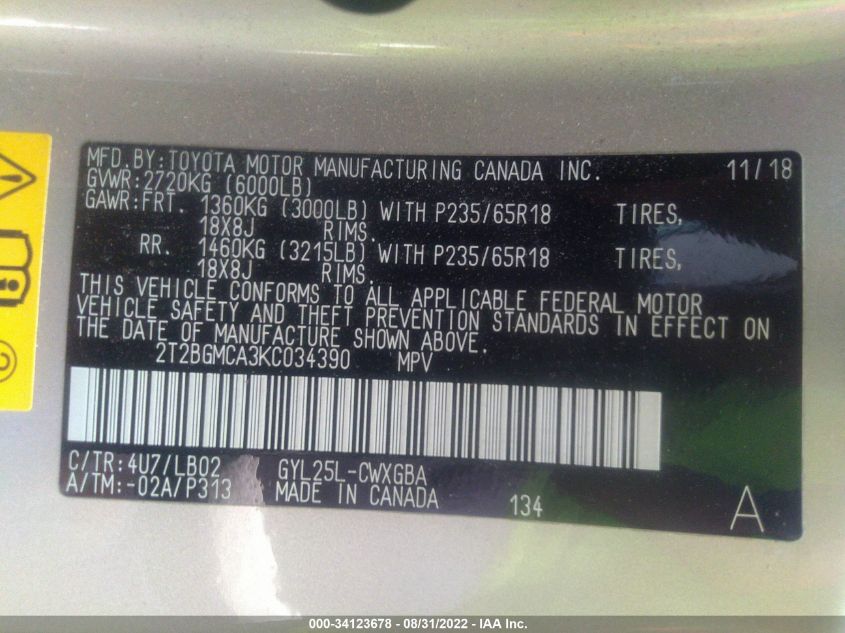 MFD.BY:TOYOTA MOTOR MANUFACTURING CANADA INC. 11/18
GVWR:2720KG (6000LB)
GAWR:FRT. 1360KG (3000LB) WITH P235/65R18 TIRES,
18X8J RIMS.
RR. 1460KG (3215LB) WITH P235/65R18 TIRES,
18X8J RIMS.
THIS VEHICLE CONFORMS TO ALL APPLICABLE FEDERAL MOTOR
VEHICLE SAFETY AND THEFT PREVENTION STANDARDS IN EFFECT ON
THE DATE OF MANUFACTURE SHOWN ABOVE.
2T2BGMCA3KC034390 MPV
C/TR:4U7/LB02 GYL25L-CWXGBA
A/TM:-02A/P313 MADE IN CANADA 134 A
000-34123678 - 08/31/2022 - IAA Inc.